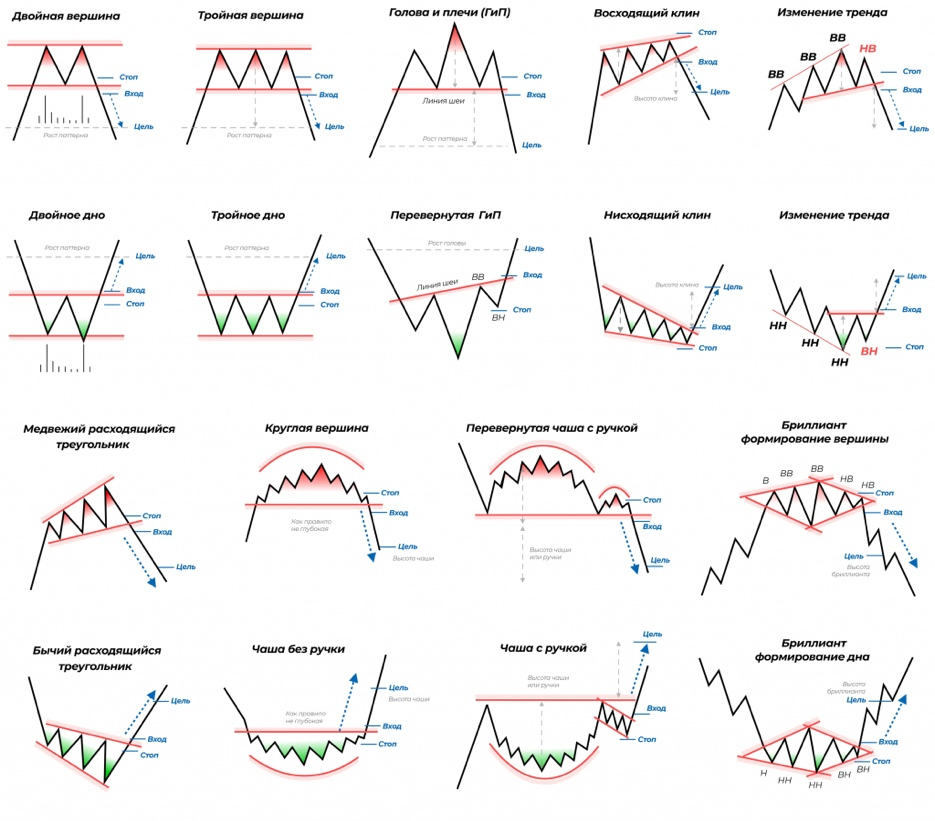 Двойная вершина
Стоп
Вход
Цель
Рост паттерна
Тройная вершина
Стоп
Вход
Цель
Рост паттерна
Голова и плечи (ГиП)
Стоп
Вход
Линия шеи
Рост паттерна
Цель
Восходящий клин
Стоп
Вход
Цель
Высота клина
Изменение тренда
ВВ
ВВ
ВВ
НВ
Стоп
Вход
Цель
Двойное дно
Рост паттерна
Цель
Вход
Стоп
Тройное дно
Рост паттерна
Цель
Вход
Стоп
Перевернутая ГиП
Рост головы
Цель
Линия шеи
ВВ
Вход
Стоп
ВН
Нисходящий клин
Высота клина
Цель
Вход
Стоп
Изменение тренда
Цель
Вход
НН
НН
НН
ВН
Стоп
Медвежий расходящийся
треугольник
Стоп
Вход
Цель
Круглая вершина
Стоп
Вход
Как правило
не глубокая
Цель
Высота чаши
Перевернутая чаша с ручкой
Стоп
Вход
Высота чаши
или ручки
Цель
Бриллиант
формирование вершины
В
ВВ
ВВ
НВ
НВ
Стоп
Вход
Цель
Высота
бриллианта
Бычий расходящийся
треугольник
Цель
Вход
Стоп
Чаша без ручки
Цель
Высота чаши
Как правило
не глубокая
Вход
Стоп
Чаша с ручкой
Цель
Высота чаши
или ручки
Вход
Стоп
Бриллиант
формирование дна
Высота
бриллианта
Цель
Вход
Стоп
Н
НН
НН
ВН
ВН